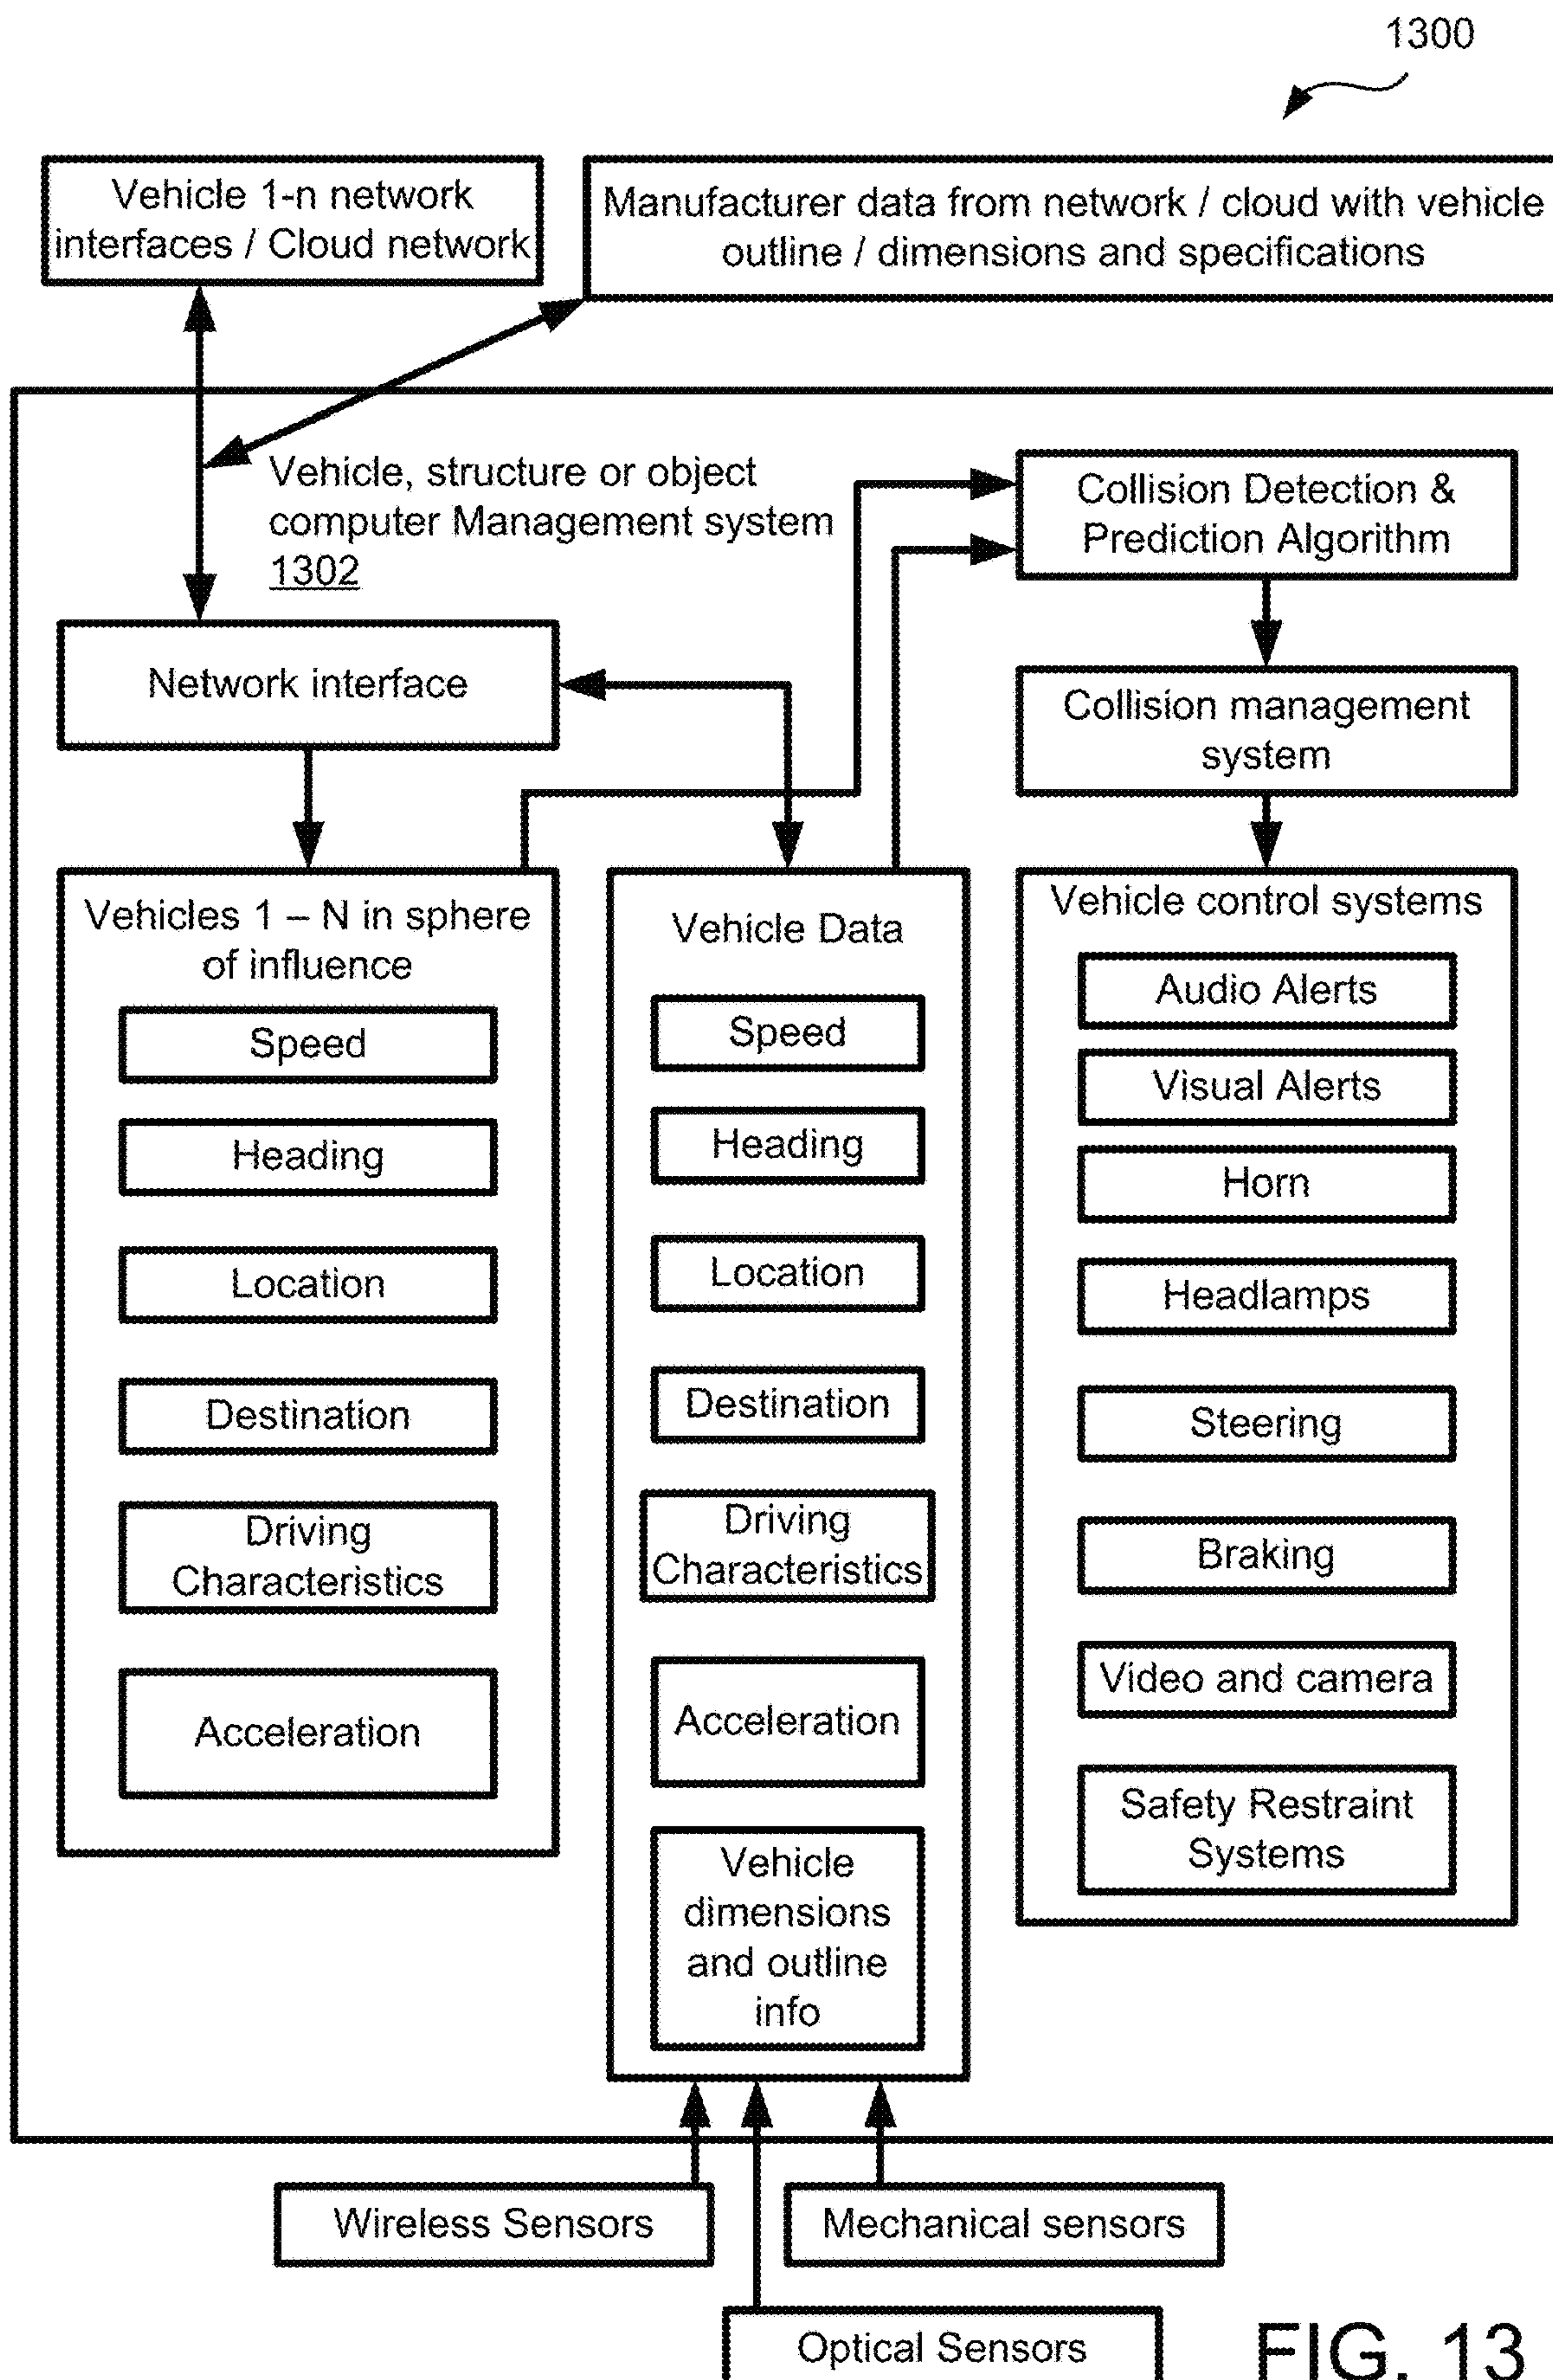 1300
Vehicle 1-n network
interfaces / Cloud network
Manufacturer data from network / cloud with vehicle
outline / dimensions and specifications
Vehicle, structure or object
computer Management system
1302
Collision Detection &
Prediction Algorithm
Network interface
Collision management
system
Vehicles 1 – N in sphere
of influence
Speed
Heading
Location
Destination
Driving
Characteristics
Acceleration
Vehicle Data
Speed
Heading
Location
Destination
Driving
Characteristics
Acceleration
Vehicle
dimensions
and outline
info
Vehicle control systems
Audio Alerts
Visual Alerts
Horn
Headlamps
Steering
Braking
Video and camera
Safety Restraint
Systems
Wireless Sensors
Mechanical sensors
Optical Sensors
FIG. 13